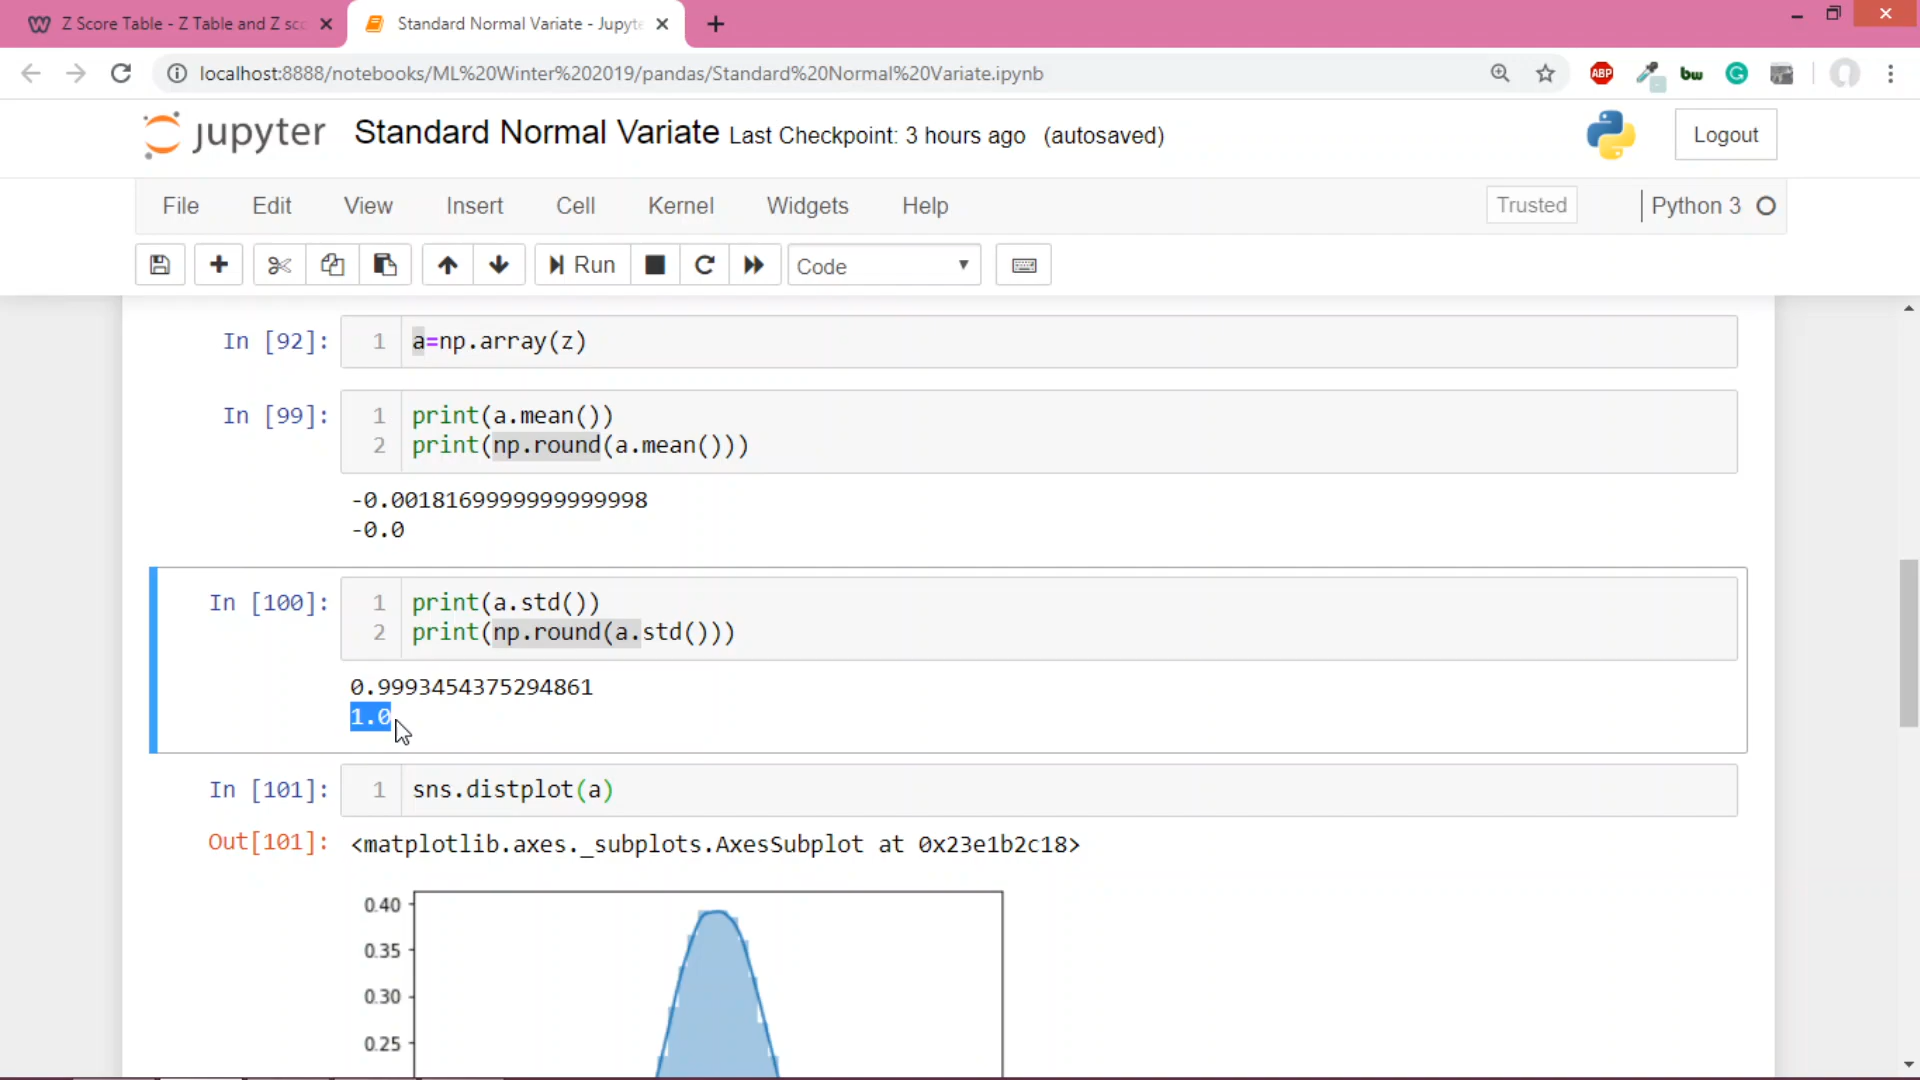 Z Score Table - Z Table and Z sc
Standard Normal Variate - Jupyt
localhost:8888/notebooks/ML%20Winter%202019/pandas/Standard%20Normal%20Variate.ipynb
ABP
bw
jupyter Standard Normal Variate Last Checkpoint: 3 hours ago (autosaved)
Logout
File Edit View Insert Cell Kernel Widgets Help
Trusted
Python 3
Run
Code
In [92]: 1 a=np.array(z)
In [99]: 1 print(a.mean())
2 print(np.round(a.mean()))
-0.0018169999999999998
-0.0
In [100]: 1 print(a.std())
2 print(np.round(a.std()))
0.9993454375294861
1.0
In [101]: 1 sns.distplot(a)
Out[101]: <matplotlib.axes._subplots.AxesSubplot at 0x23e1b2c18>
0.40
0.35
0.30
0.25